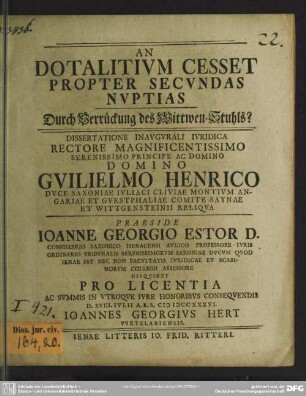 22.
AN
DOTALITIVM CESSET
PROPTER SECVNDAS
NVPTIAS
Durch Verrückung des Wittwen-Stuhls?
DISSERTATIONE INAVGVRALI IVRIDICA
RECTORE MAGNIFICENTISSIMO
SERENISSIMO PRINCIPE AC DOMINO
DOMINO
GVILIELMO HENRICO
DVCE SAXONIAE IVLIACI CLIVIAE MONTIVM AN-
GARIAE ET GVESTPHALIAE COMITE SAYNAE
ET WITTGENSTEINII RELIQVA
PRAESIDE
IOANNE GEORGIO ESTOR D.
CONSILIARIO SAXONICO ISENACENSI AVLICO PROFESSORE IVRIS
ORDINARIO TRIBVNALIS SERENISSIMORVM SAXONIAE DVCVM QVOD
IENAE EST NEC NON FACVLTATIS IVRIDICAE ET SCABI-
NORVM COLLEGII ASSESSORE
DISQVIRET
PRO LICENTIA
AC SVMMIS IN VTROQVE IVRE HONORIBVS CONSEQVENDIS
D. XVIII. IVLII A.R.S. CIƆIƆCCXXXVI.
IOANNES GEORGIVS HERT
IENAE LITTERIS IO. FRID. RITTERI.
I 421.
Diss. jur. civ.
164, 20.